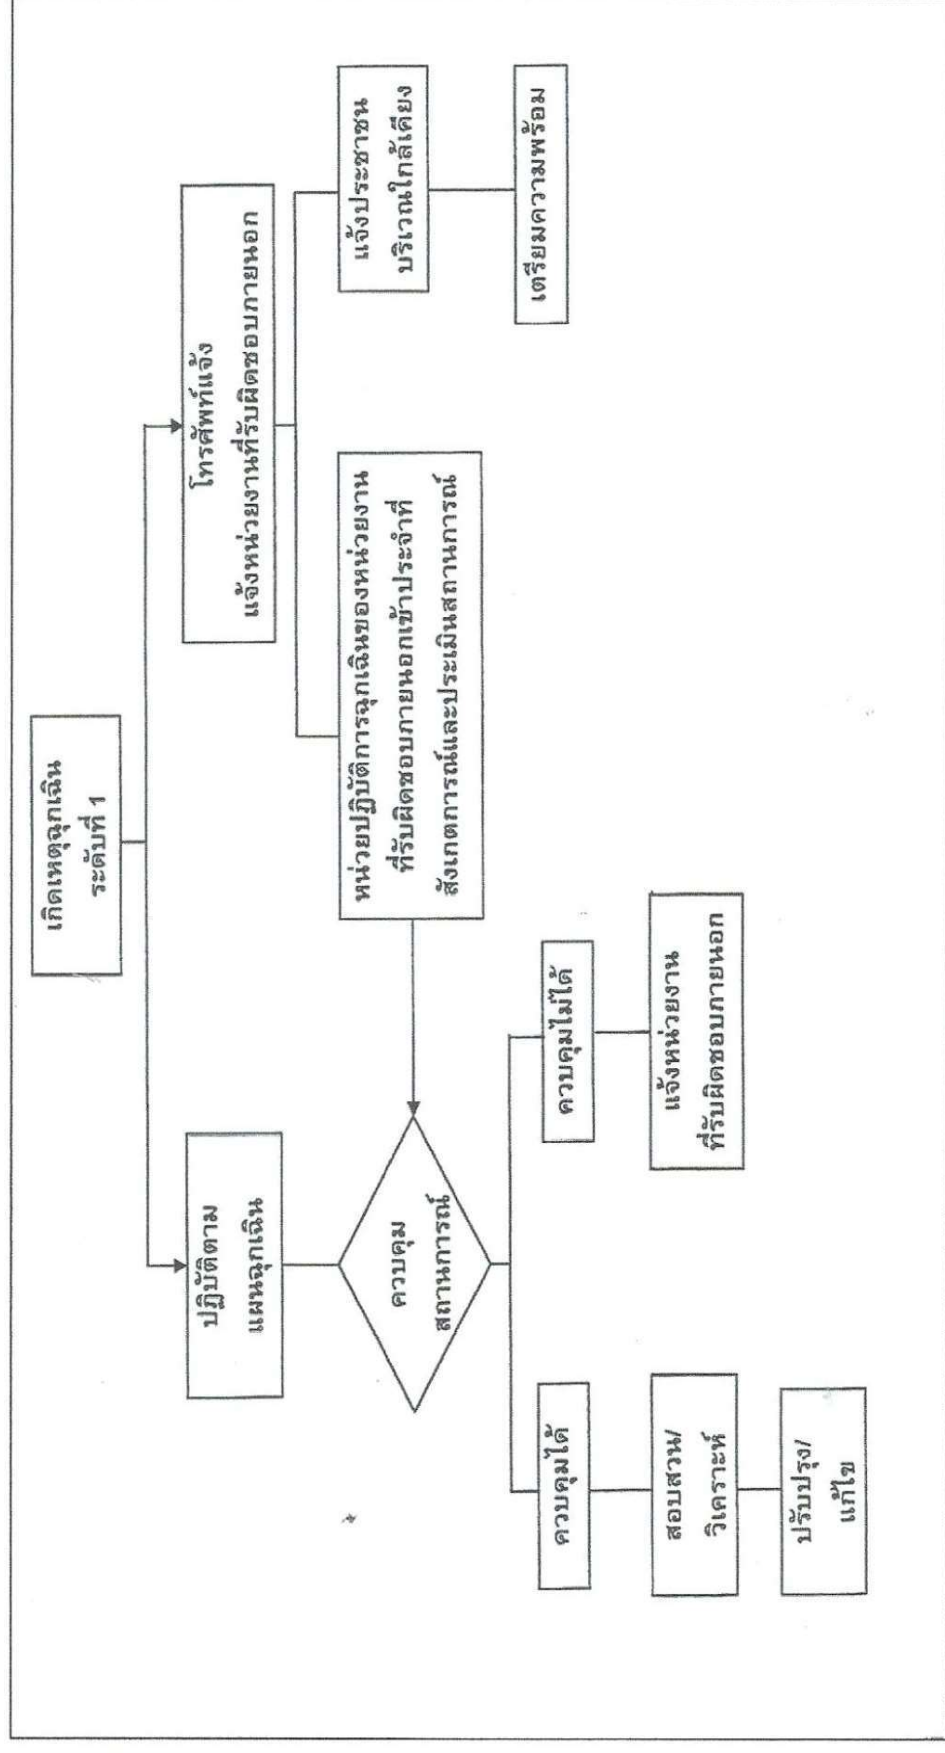 เกิดเหตุฉุกเฉิน
ระดับที่ 1
ปฏิบัติตาม
แผนฉุกเฉิน
โทรศัพท์แจ้ง
แจ้งหน่วยงานที่รับผิดชอบภายนอก
ควบคุม
สถานการณ์
หน่วยปฏิบัติการฉุกเฉินของหน่วยงาน
ที่รับผิดชอบภายนอกเข้าประจำที่
สังเกตการณ์และประเมินสถานการณ์
แจ้งประชาชน
บริเวณใกล้เคียง
เตรียมความพร้อม
ควบคุมได้
ควบคุมไม่ได้
สอบสวน/
วิเคราะห์
แจ้งหน่วยงาน
ที่รับผิดชอบภายนอก
ปรับปรุง/
แก้ไข